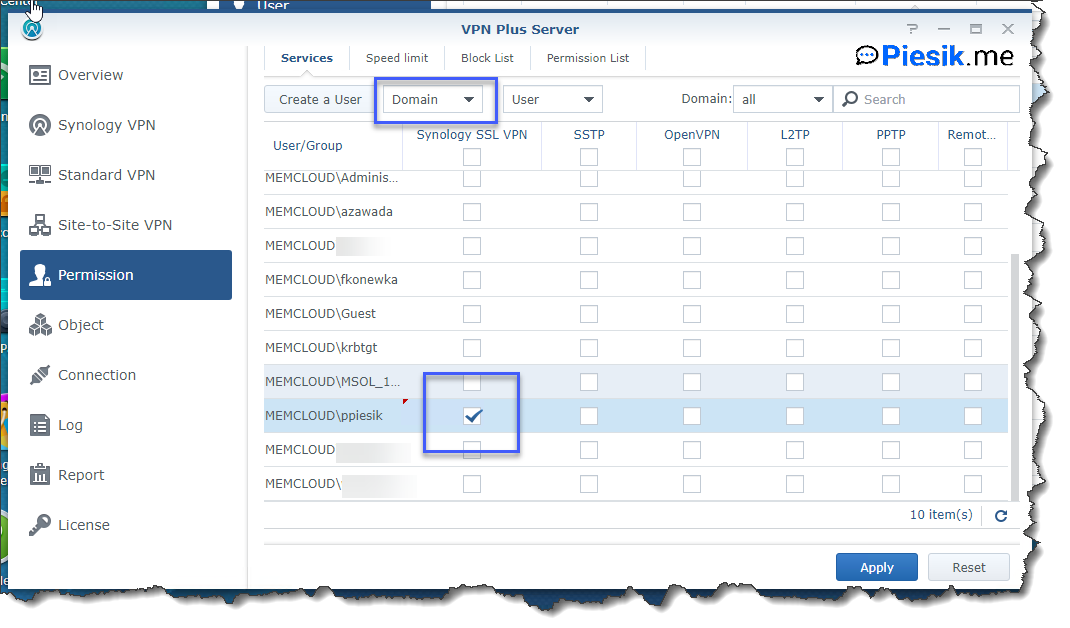 User
VPN Plus Server
Piesik.me
Services Speed limit Block List Permission List
Create a User Domain User Domain: all Search
User/Group Synology SSL VPN SSTP OpenVPN L2TP PPTP Remot...
MEMCLOUD\Adminis...
MEMCLOUD\azawada
MEMCLOUD
MEMCLOUD\fkonewka
MEMCLOUD\Guest
MEMCLOUD\krbtgt
MEMCLOUD\MSOL_1...
MEMCLOUD\ppiesik
MEMCLOUD
MEMCLOUD\
10 item(s)
Apply Reset
Overview
Synology VPN
Standard VPN
Site-to-Site VPN
Permission
Object
Connection
Log
Report
License